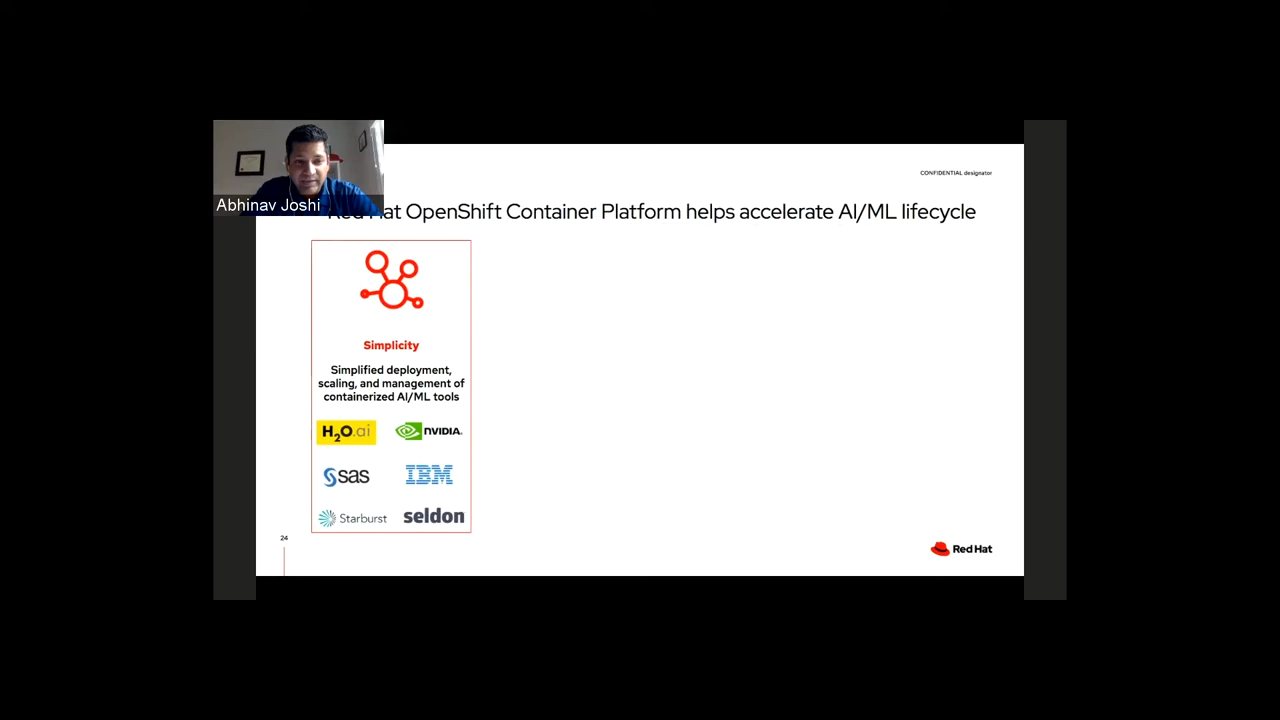 CONFIDENTIAL designator
Abhinav Joshi
Red Hat OpenShift Container Platform helps accelerate AI/ML lifecycle
Simplicity
Simplified deployment,
scaling, and management of
containerized AI/ML tools
H2O.ai NVIDIA.
sas IBM
Starburst seldon
24
Red Hat